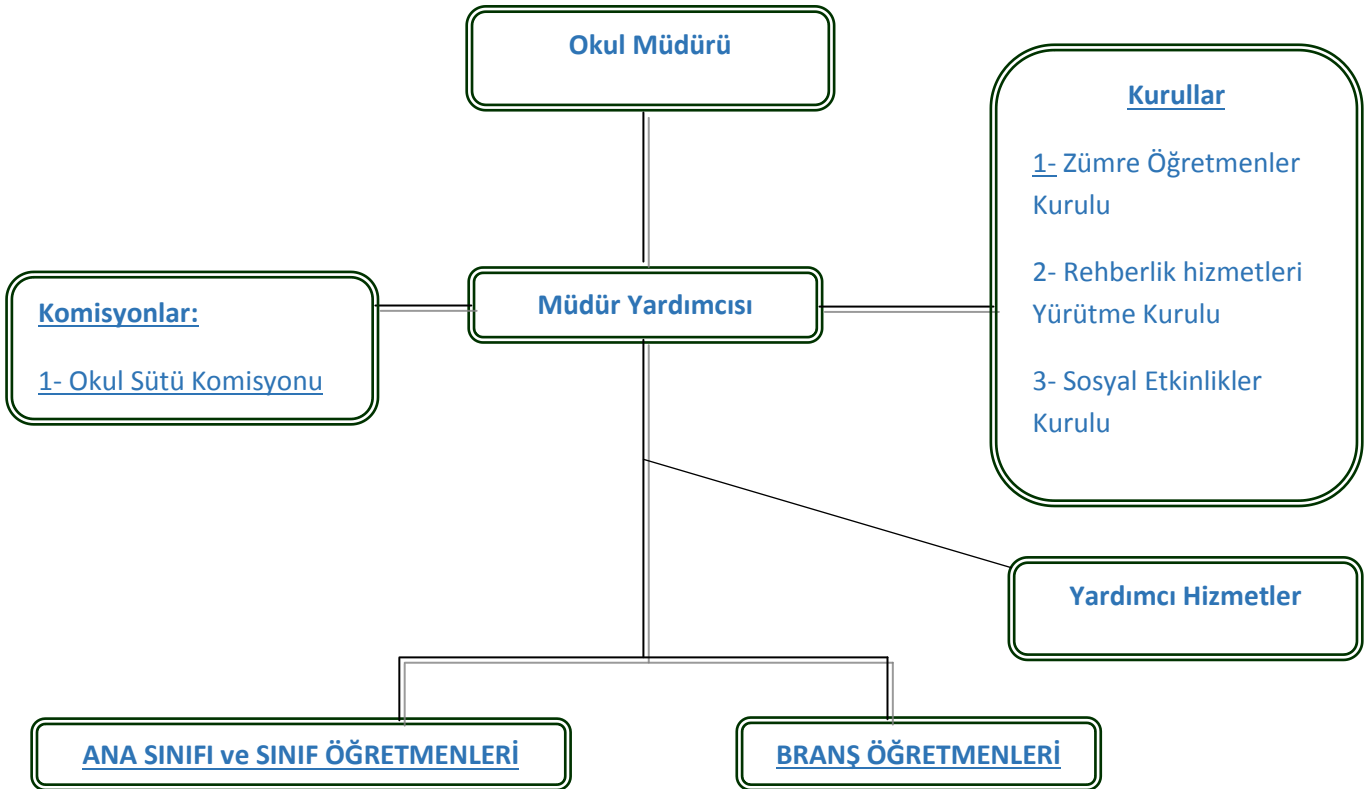 Okul Müdürü
Kurullar
1- Zümre Öğretmenler
Kurulu
2- Rehberlik hizmetleri
Yürütme Kurulu
3- Sosyal Etkinlikler
Kurulu
Komisyonlar:
1- Okul Sütü Komisyonu
Müdür Yardımcısı
Yardımcı Hizmetler
ANA SINIFI ve SINIF ÖĞRETMENLERİ
BRANŞ ÖĞRETMENLERİ